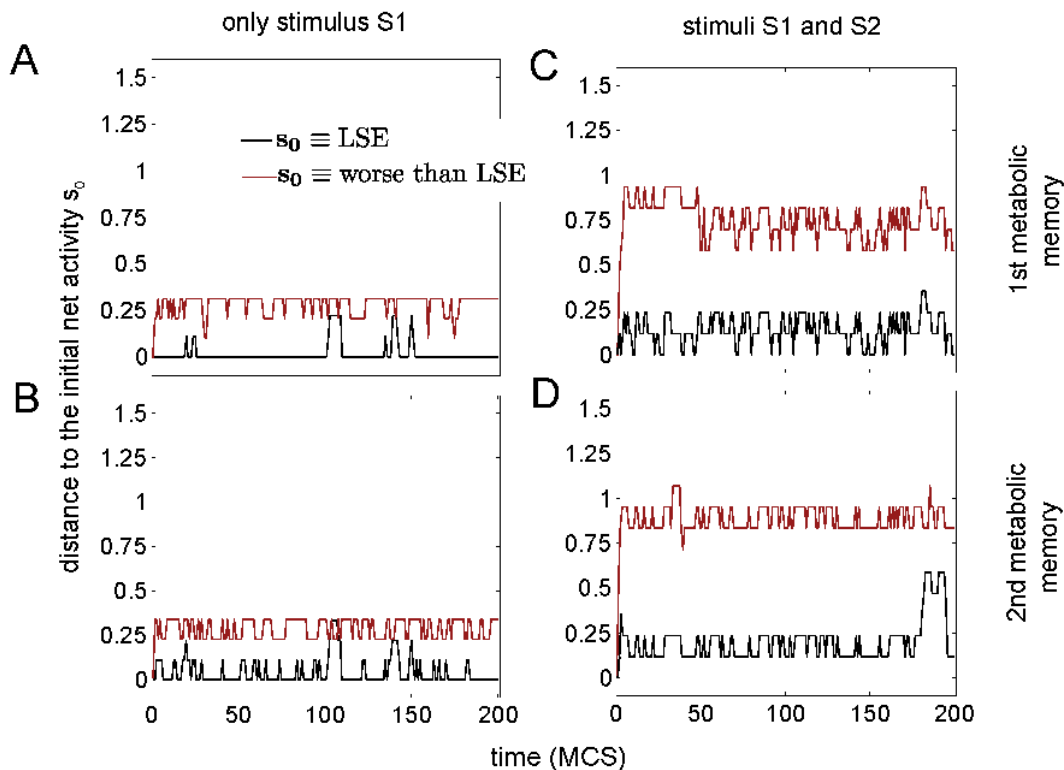 only stimulus S1
stimuli S1 and S2
A
1.5
1.25
1
0.75
0.5
0.25
0
s₀ ≡ LSE
s₀ ≡ worse than LSE
C
1.5
1.25
1
0.75
0.5
0.25
0
1st metabolic
memory
B
1.5
1.25
1
0.75
0.5
0.25
0
0
50
100
150
200
D
1.5
1.25
1
0.75
0.5
0.25
0
0
50
100
150
200
2nd metabolic
memory
distance to the initial net activity s₀
time (MCS)